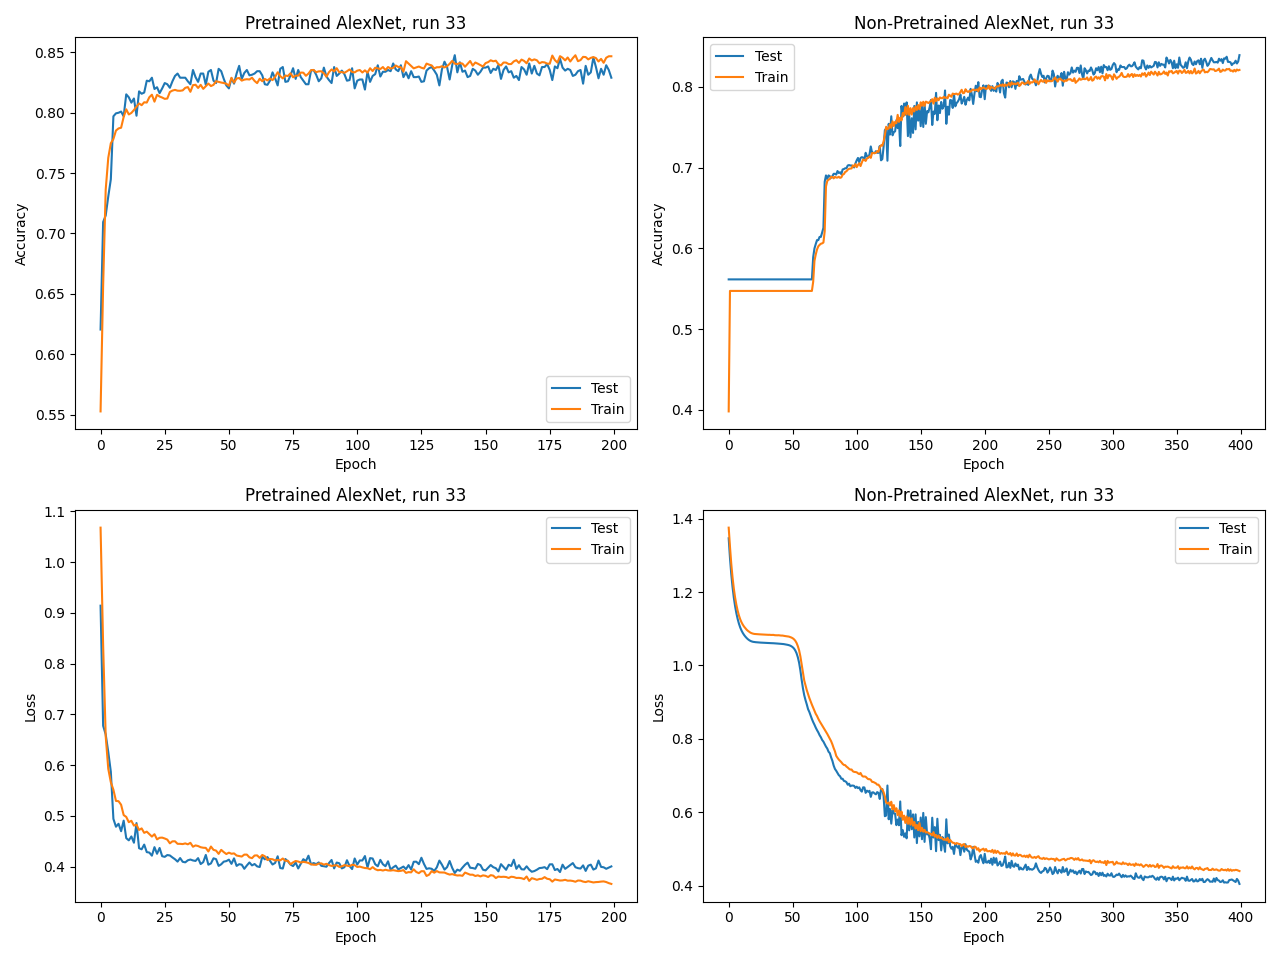 Pretrained AlexNet, run 33
Accuracy
0.85
0.80
0.75
0.70
0.65
0.60
0.55
Test
Train
0 25 50 75 100 125 150 175 200
Epoch
Non-Pretrained AlexNet, run 33
Accuracy
0.8
0.7
0.6
0.5
0.4
Test
Train
0 50 100 150 200 250 300 350 400
Epoch
Pretrained AlexNet, run 33
Loss
1.1
1.0
0.9
0.8
0.7
0.6
0.5
0.4
Test
Train
0 25 50 75 100 125 150 175 200
Epoch
Non-Pretrained AlexNet, run 33
Loss
1.4
1.2
1.0
0.8
0.6
0.4
Test
Train
0 50 100 150 200 250 300 350 400
Epoch